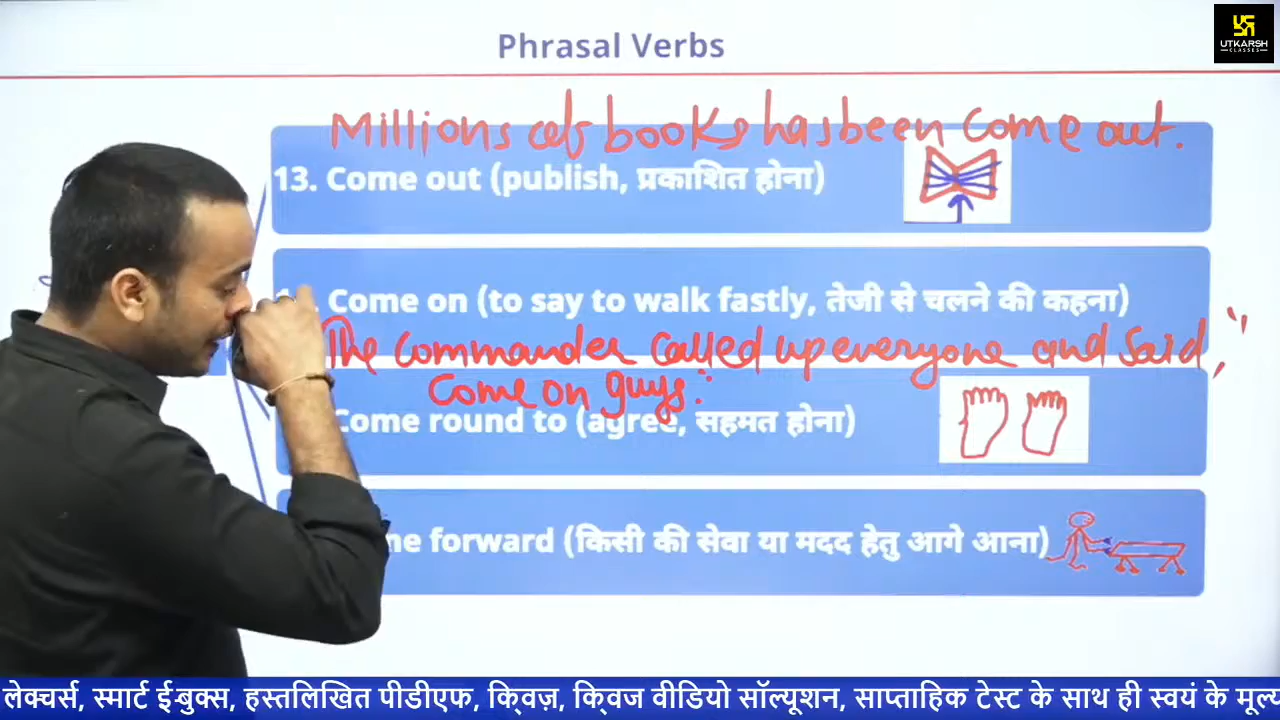 Phrasal Verbs
UTKARSH
CLASSES
Millions of books has been come out.
13. Come out (publish, प्रकाशित होना)
Come on (to say to walk fastly, तेजी से चलने की कहना)
The commander called up everyone and said, "
come on guys.
Come round to (agree, सहमत होना)
me forward (किसी की सेवा या मदद हेतु आगे आना)
लेक्चर्स, स्मार्ट ई-बुक्स, हस्तलिखित पीडीएफ, क्विज़, क्विज वीडियो सॉल्यूशन, साप्ताहिक टेस्ट के साथ ही स्वयं के मूल्य